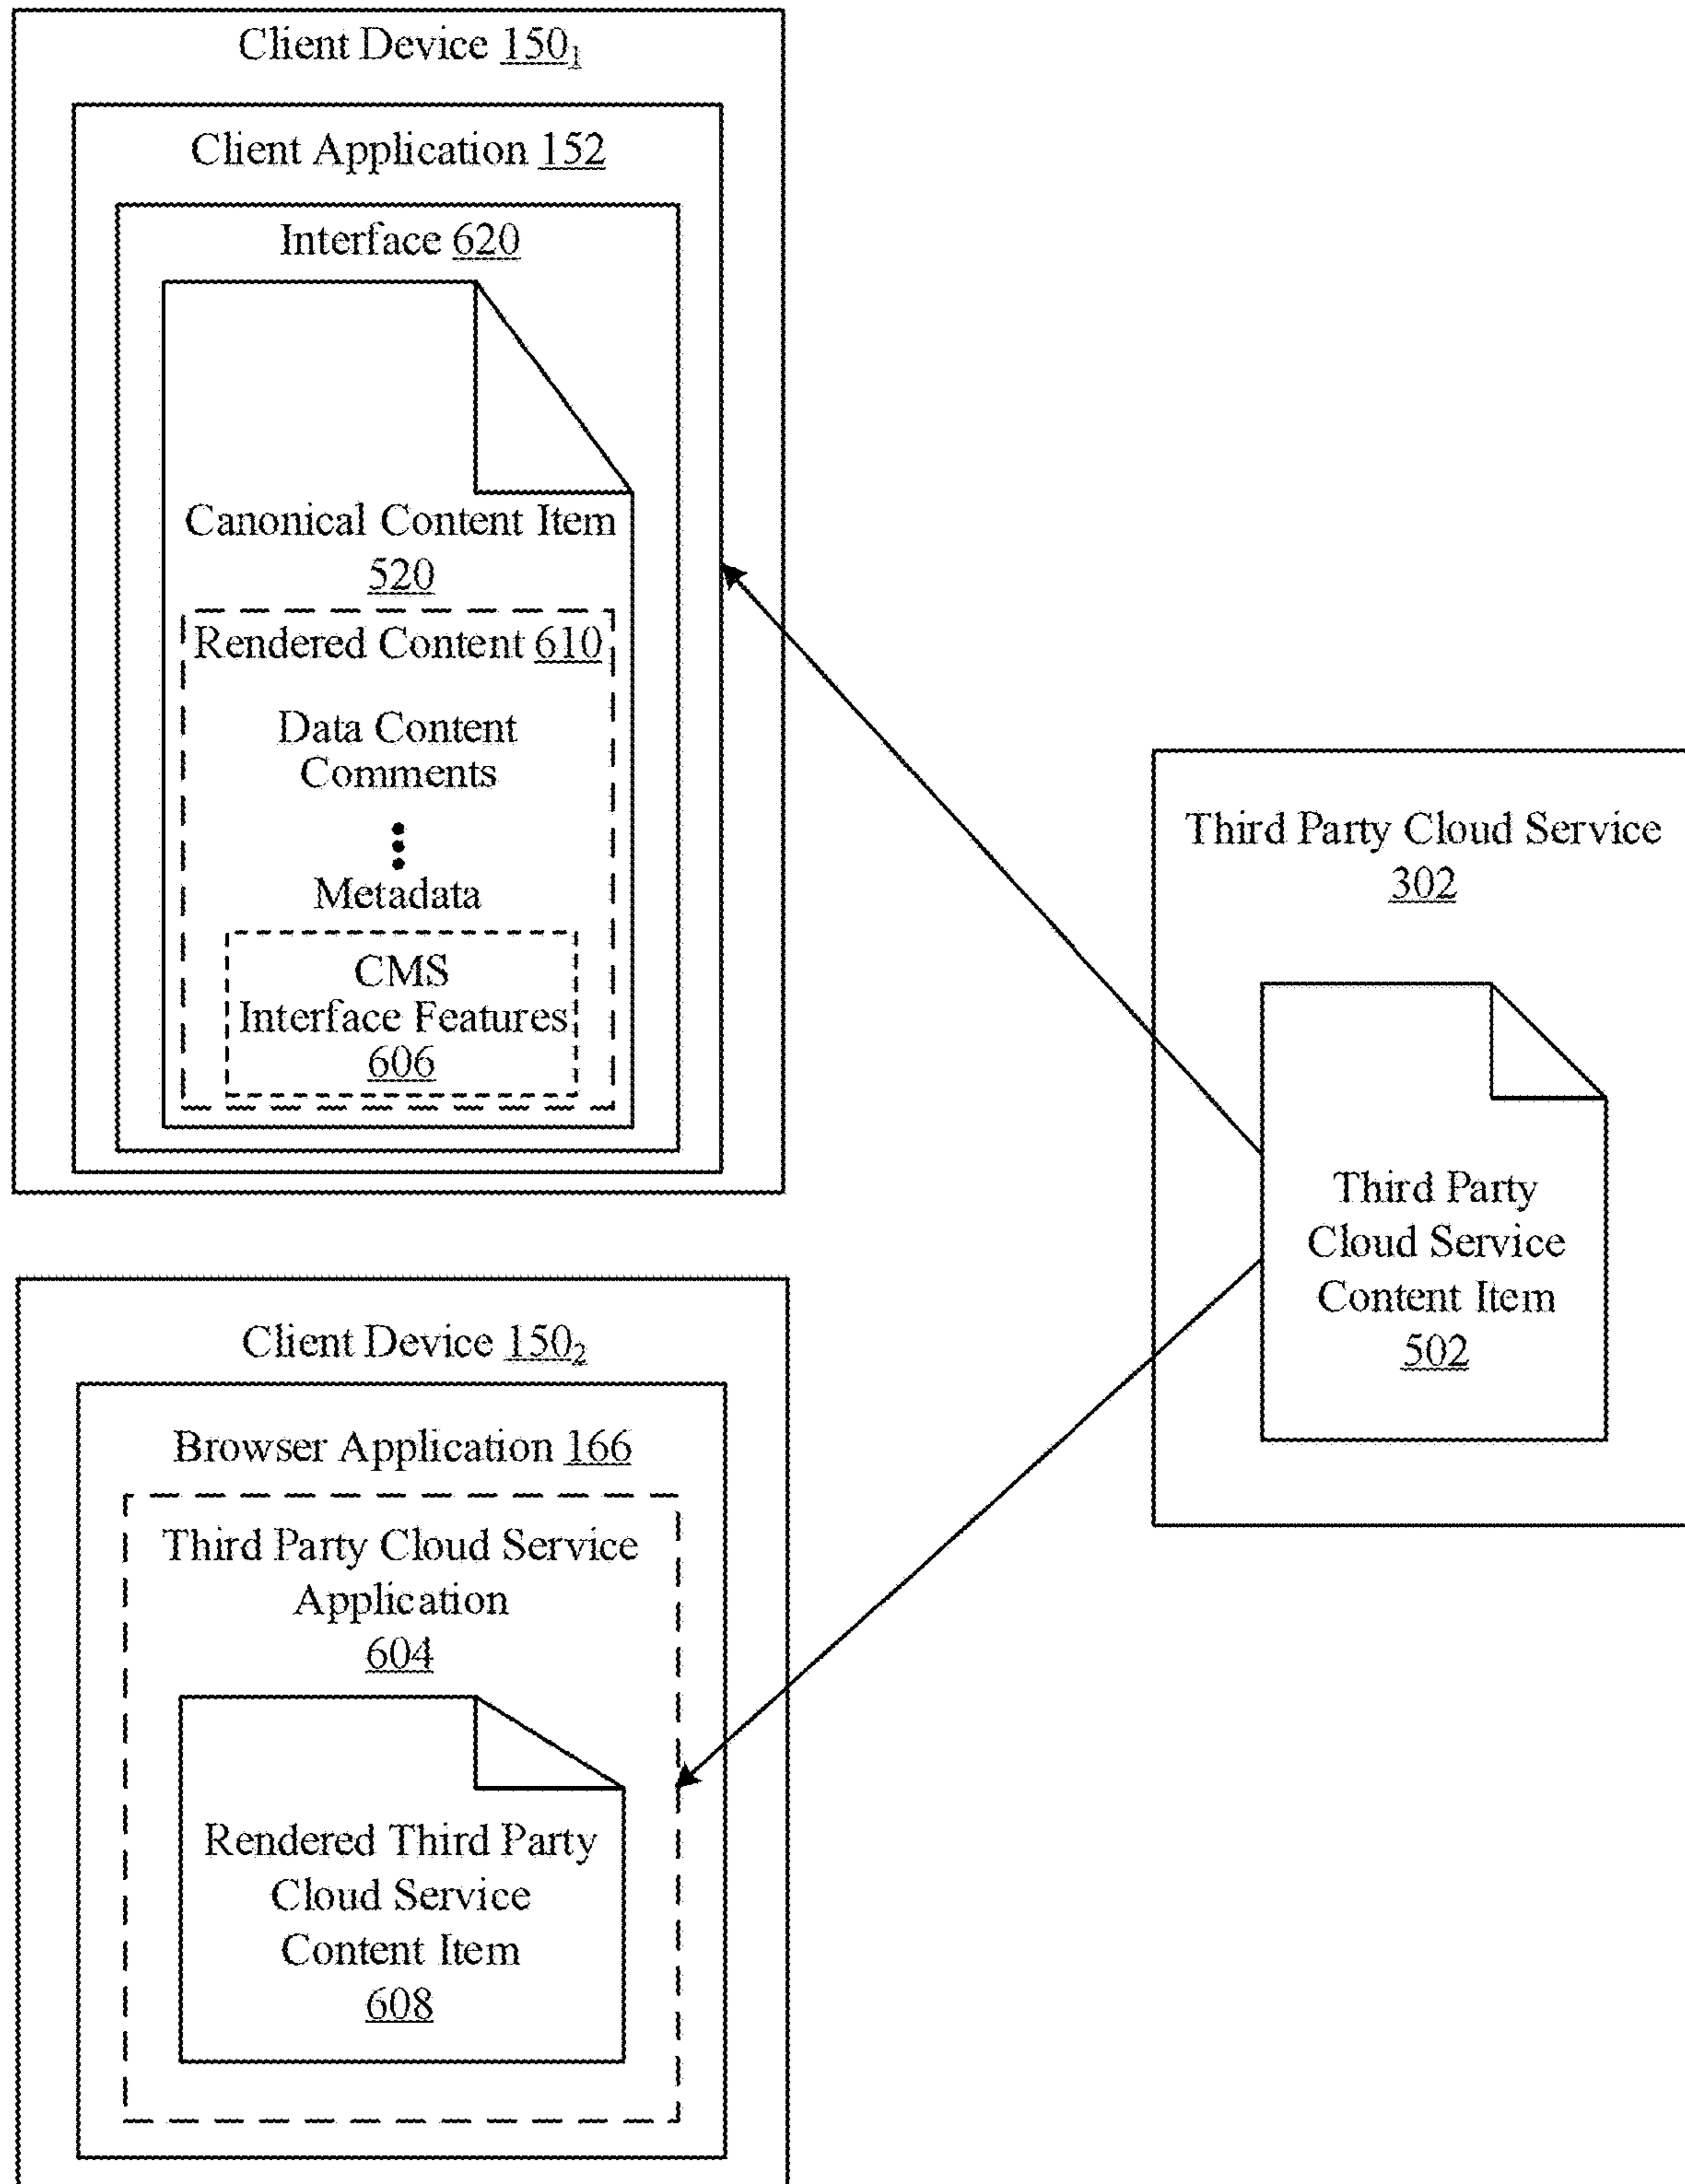 Client Device 150₁
Client Application 152
Interface 620
Canonical Content Item
520
Rendered Content 610
Data Content
Comments
Metadata
CMS
Interface Features
606
Third Party Cloud Service
302
Third Party
Cloud Service
Content Item
502
Client Device 150₂
Browser Application 166
Third Party Cloud Service
Application
604
Rendered Third Party
Cloud Service
Content Item
608